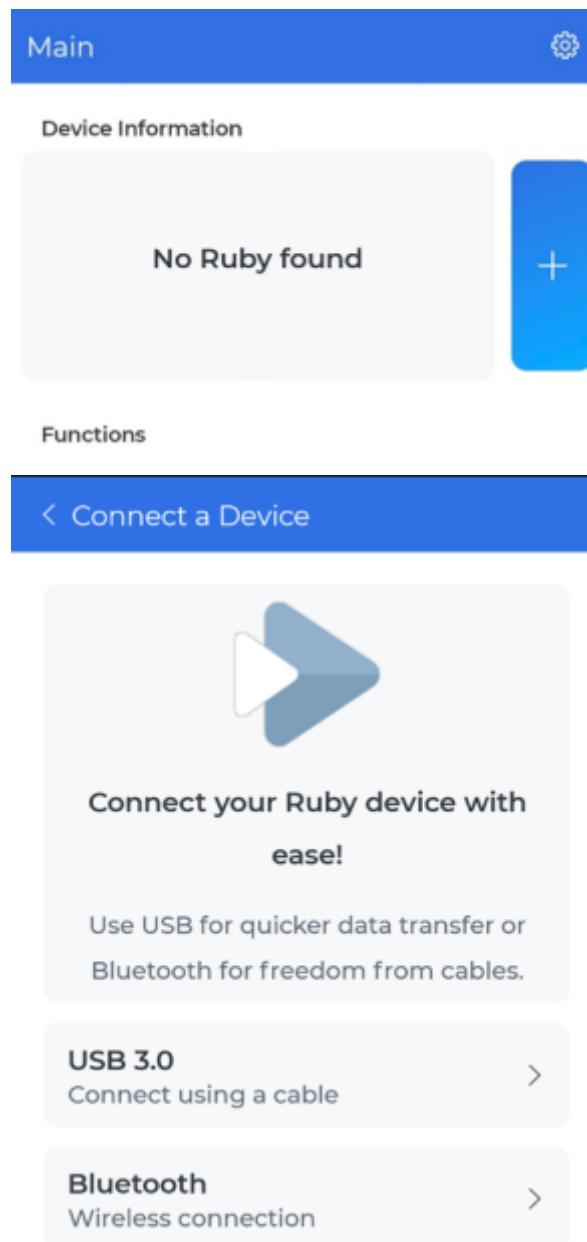 Main
Device Information
No Ruby found
+
Functions
< Connect a Device
Connect your Ruby device with
ease!
Use USB for quicker data transfer or
Bluetooth for freedom from cables.
USB 3.0
Connect using a cable
Bluetooth
Wireless connection